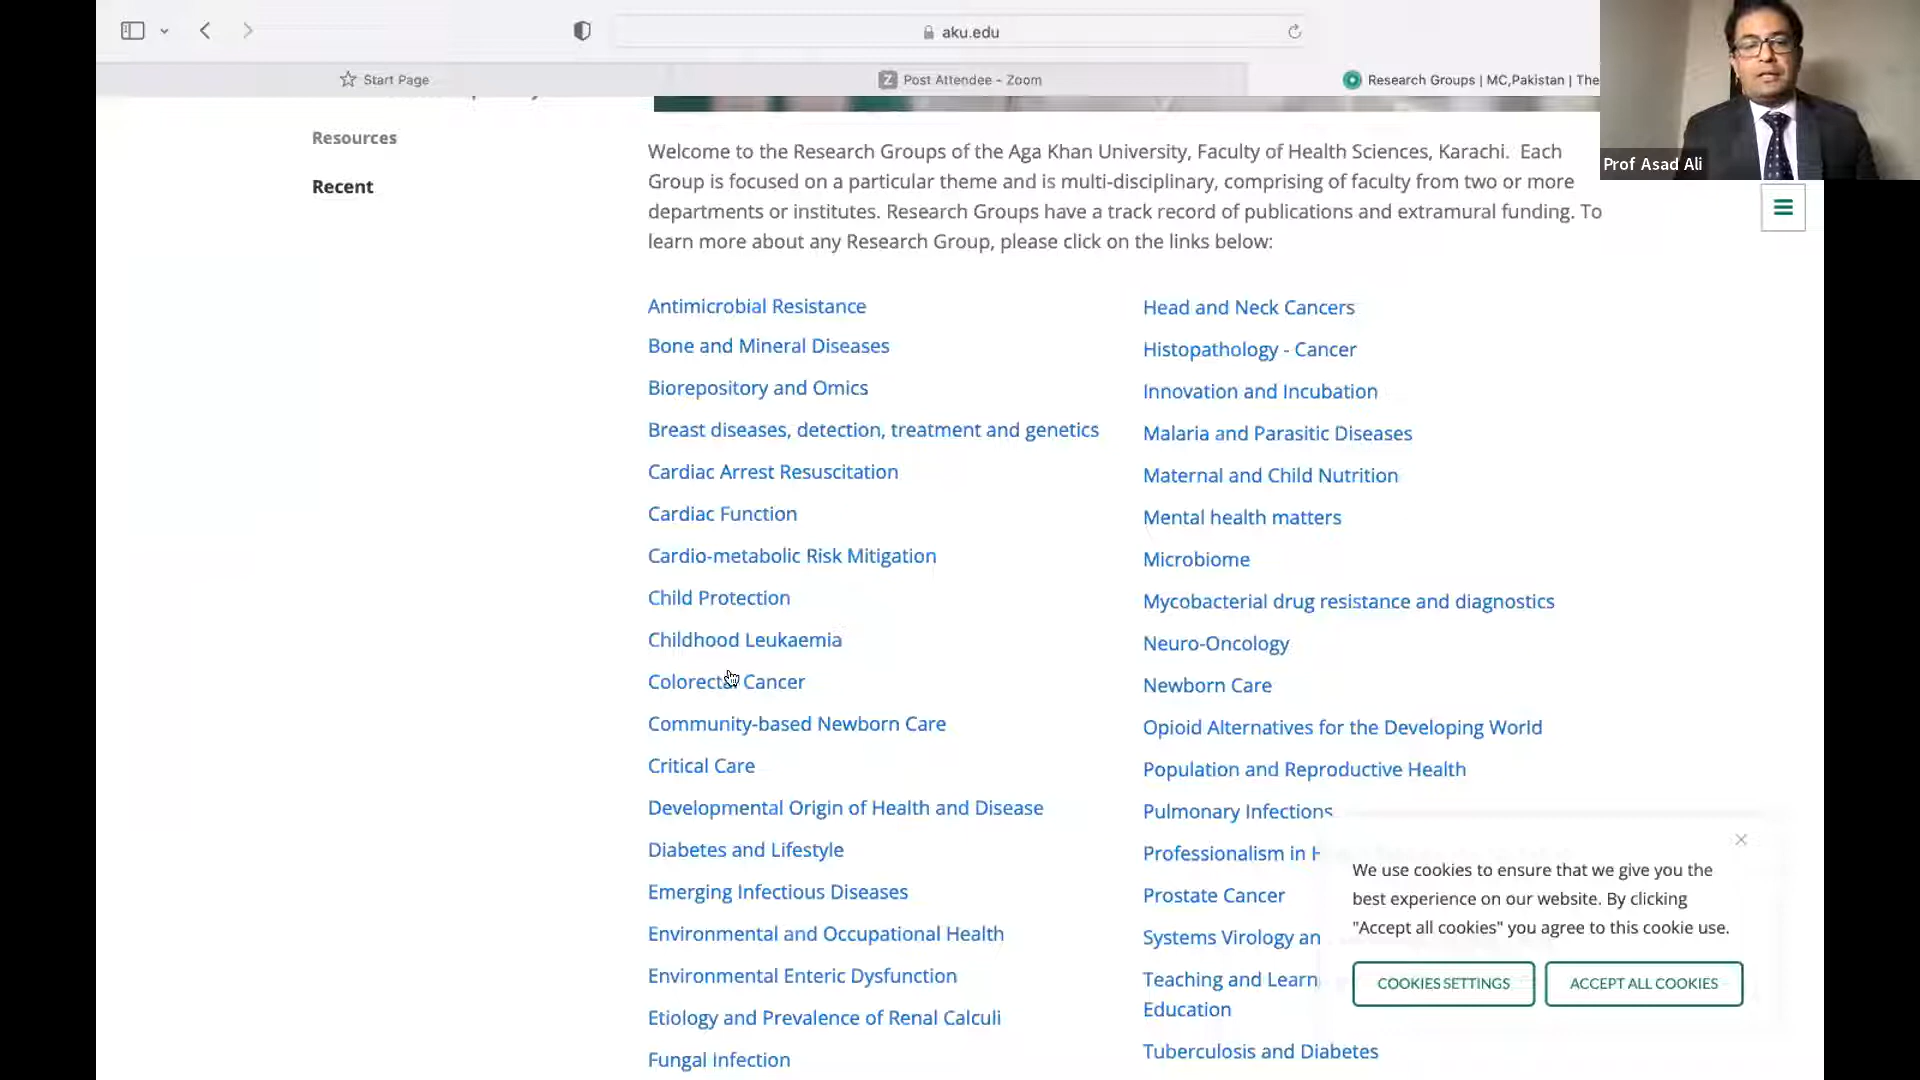 aku.edu
Start Page
Z Post Attendee - Zoom
Research Groups | MC,Pakistan | The
Prof Asad Ali
Resources
Recent
Welcome to the Research Groups of the Aga Khan University, Faculty of Health Sciences, Karachi. Each
Group is focused on a particular theme and is multi-disciplinary, comprising of faculty from two or more
departments or institutes. Research Groups have a track record of publications and extramural funding. To
learn more about any Research Group, please click on the links below:
Antimicrobial Resistance
Bone and Mineral Diseases
Biorepository and Omics
Breast diseases, detection, treatment and genetics
Cardiac Arrest Resuscitation
Cardiac Function
Cardio-metabolic Risk Mitigation
Child Protection
Childhood Leukaemia
Colorectal Cancer
Community-based Newborn Care
Critical Care
Developmental Origin of Health and Disease
Diabetes and Lifestyle
Emerging Infectious Diseases
Environmental and Occupational Health
Environmental Enteric Dysfunction
Etiology and Prevalence of Renal Calculi
Fungal Infection
Head and Neck Cancers
Histopathology - Cancer
Innovation and Incubation
Malaria and Parasitic Diseases
Maternal and Child Nutrition
Mental health matters
Microbiome
Mycobacterial drug resistance and diagnostics
Neuro-Oncology
Newborn Care
Opioid Alternatives for the Developing World
Population and Reproductive Health
Pulmonary Infections
Professionalism in
Prostate Cancer
Systems Virology an
Teaching and Learn
Education
Tuberculosis and Diabetes
We use cookies to ensure that we give you the
best experience on our website. By clicking
"Accept all cookies" you agree to this cookie use.
COOKIES SETTINGS
ACCEPT ALL COOKIES